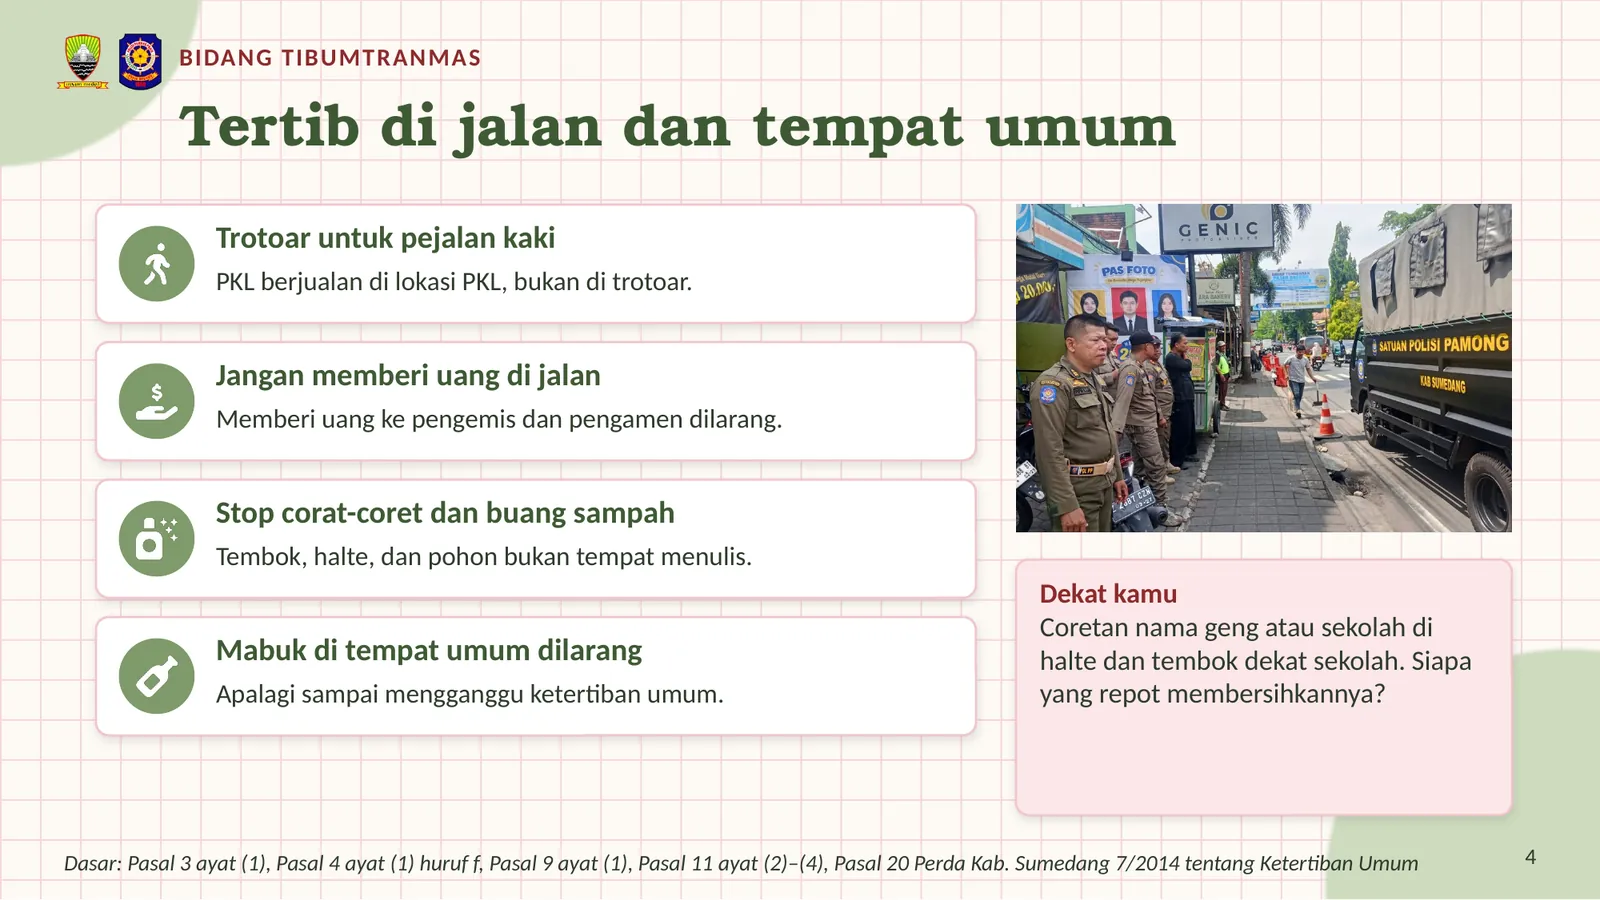 BIDANG TIBUMTRANMAS
Tertib di jalan dan tempat umum
Trotoar untuk pejalan kaki
PKL berjualan di lokasi PKL, bukan di trotoar.
Jangan memberi uang di jalan
Memberi uang ke pengemis dan pengamen dilarang.
Stop corat-coret dan buang sampah
Tembok, halte, dan pohon bukan tempat menulis.
Mabuk di tempat umum dilarang
Apalagi sampai mengganggu ketertiban umum.
GENIC
PAS FOTO
20.00
SATUAN POLISI PAMONG
KAB SUMEDANG
Dekat kamu
Coretan nama geng atau sekolah di
halte dan tembok dekat sekolah. Siapa
yang repot membersihkannya?
Dasar: Pasal 3 ayat (1), Pasal 4 ayat (1) huruf f, Pasal 9 ayat (1), Pasal 11 ayat (2)–(4), Pasal 20 Perda Kab. Sumedang 7/2014 tentang Ketertiban Umum
4